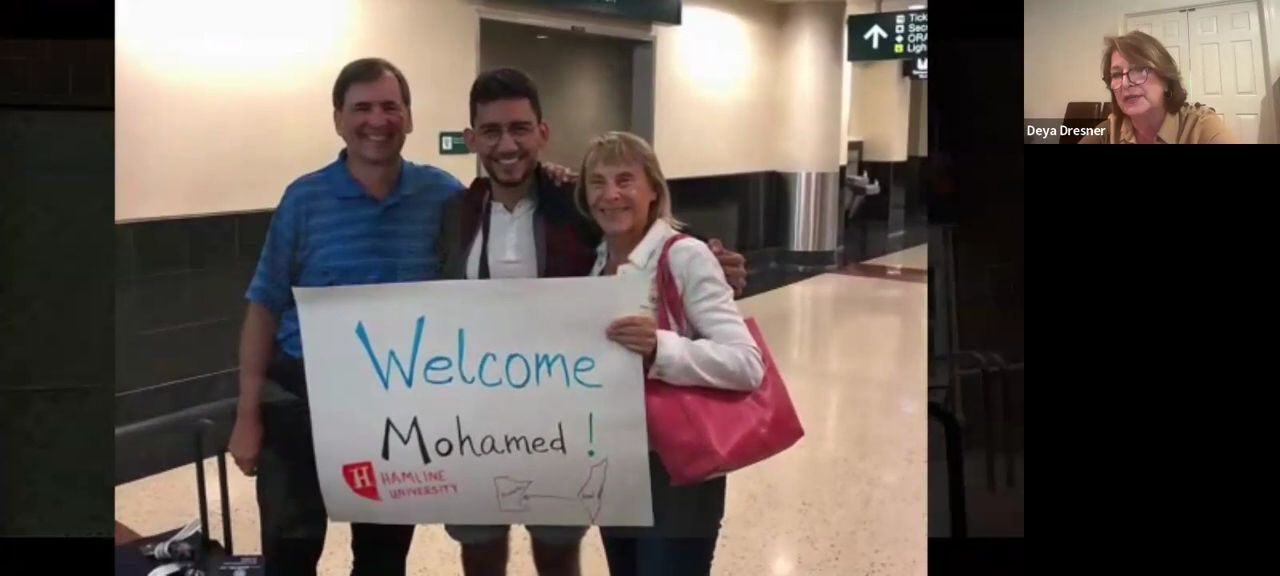 Welcome
Mohamed !
H HAMLINE
UNIVERSITY
Deya Dresner